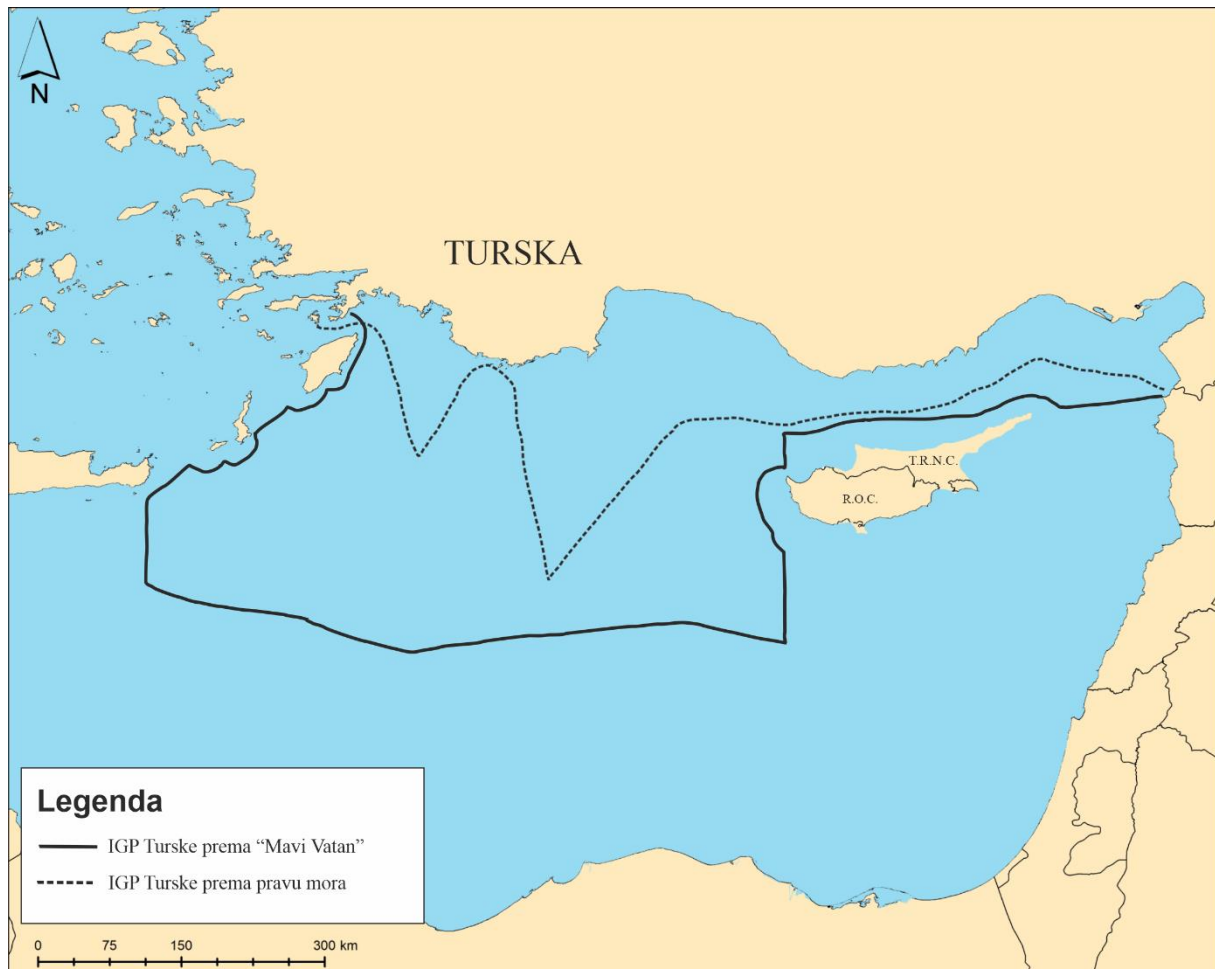 N
TURSKA
T.R.N.C.
R.O.C.
Legenda
IGP Turske prema “Mavi Vatan”
IGP Turske prema pravu mora
0 75 150 300 km